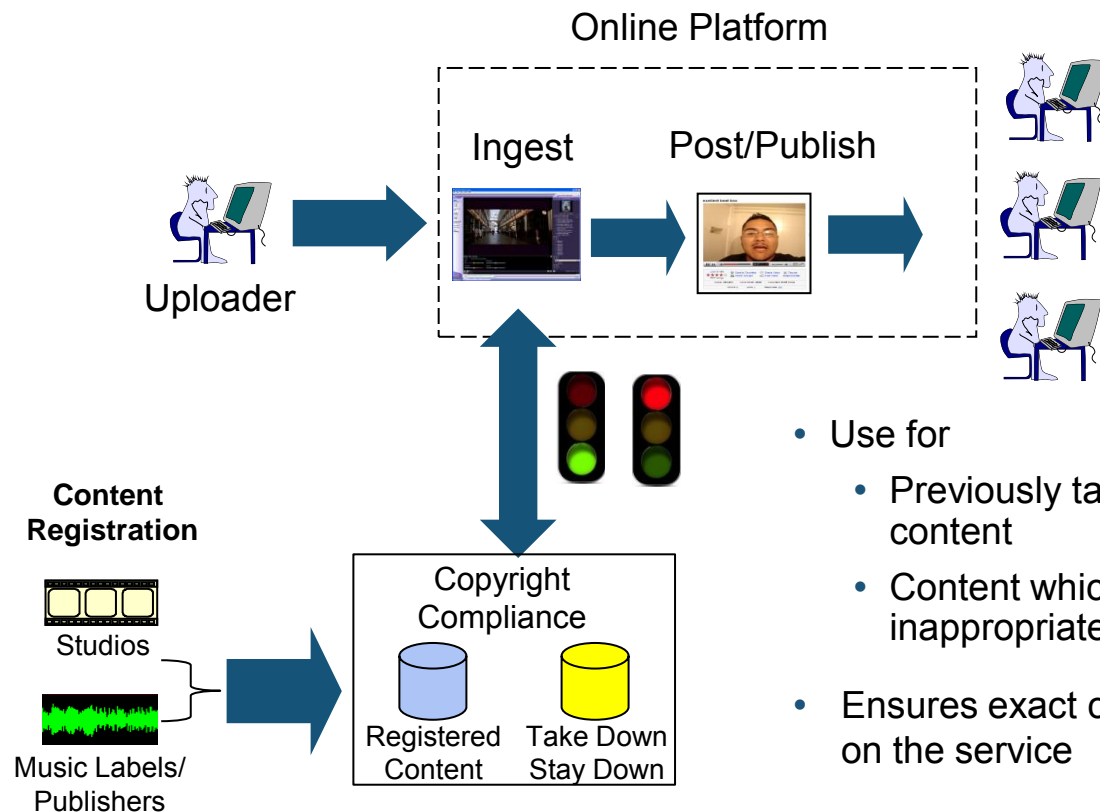 Online Platform
Ingest
Post/Publish
Uploader
Content
Registration
Studios
Music Labels/
Publishers
Copyright
Compliance
Registered
Content
Take Down
Stay Down
• Use for
• Previously ta
content
• Content whic
inappropriate
• Ensures exact
on the service